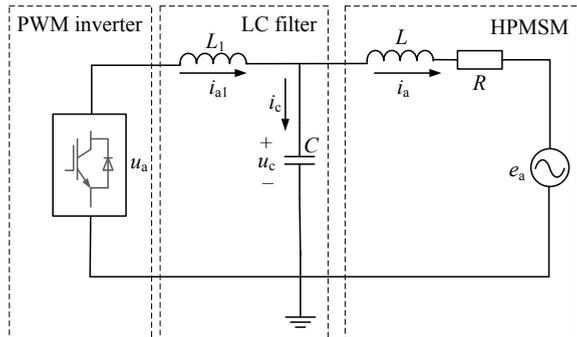 PWM inverter
LC filter
HPMSM
L1
L
ia1
ic
ia
R
+
uc
−
C
ua
ea